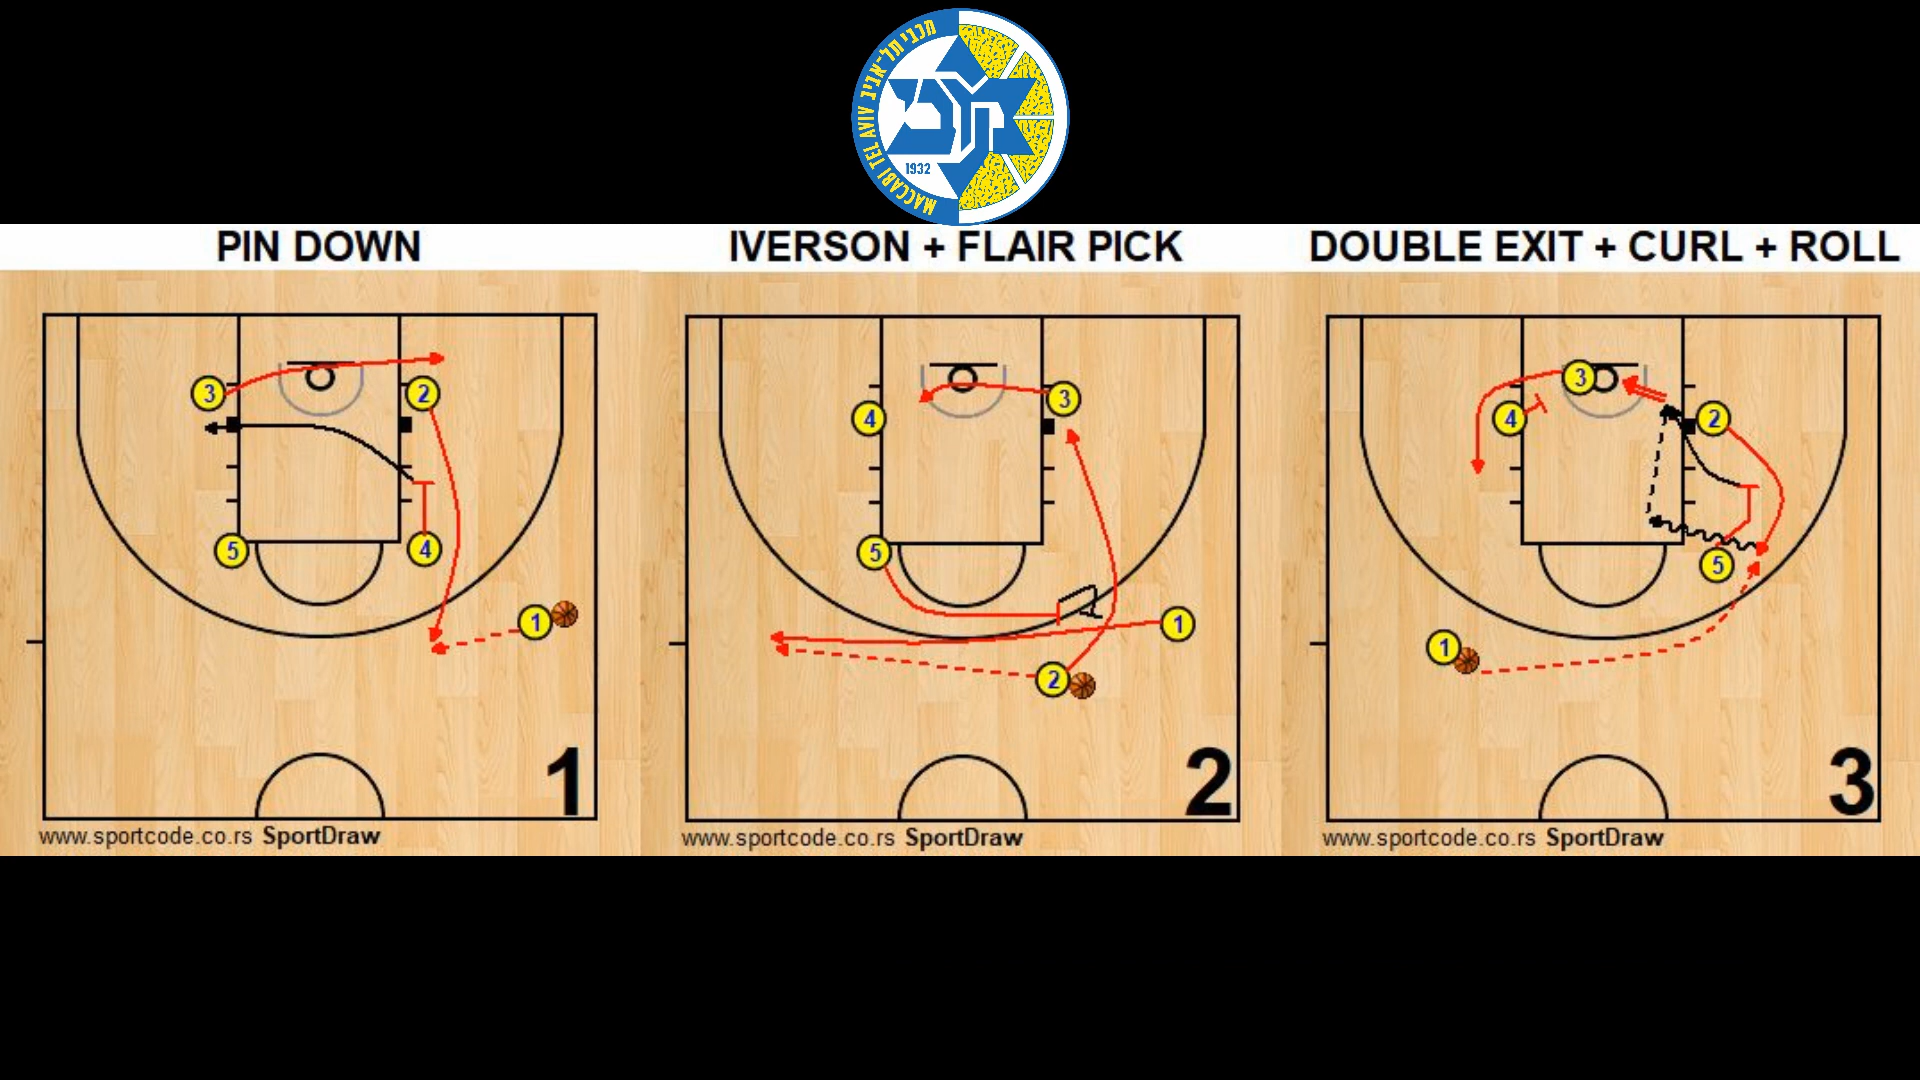 מכבי תל-אביב
MACCABI TEL AVIV
1932
PIN DOWN
3
2
5
4
1
1
www.sportcode.co.rs SportDraw
IVERSON + FLAIR PICK
3
4
5
1
2
2
www.sportcode.co.rs SportDraw
DOUBLE EXIT + CURL + ROLL
3
4
2
5
1
3
www.sportcode.co.rs SportDraw